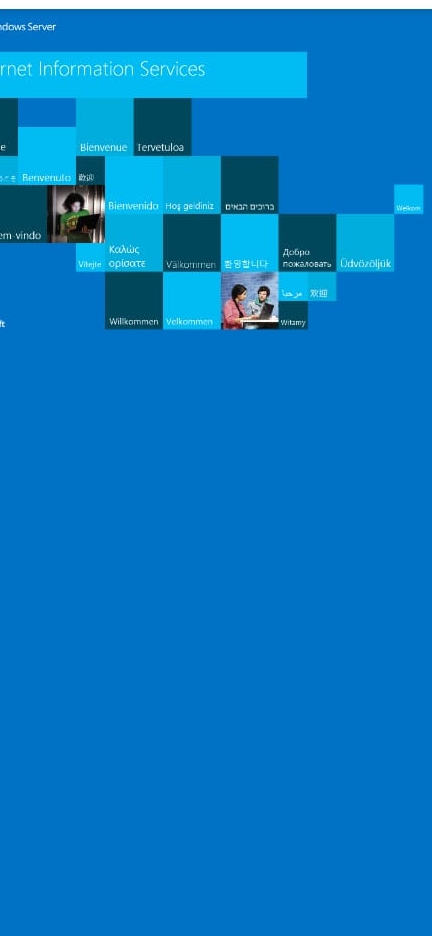 ndows Server
rnet Information Services
e
Bienvenue
Tervetuloa
Benvenuto
歡迎
Bienvenido
Hoş geldiniz
ברוכים הבאים
Welkom
em-vindo
Vítejte
Καλώς
ορίσατε
Välkommen
환영합니다
Добро
пожаловать
Üdvözöljük
مرحبا
欢迎
Willkommen
Velkommen
Witamy
ft